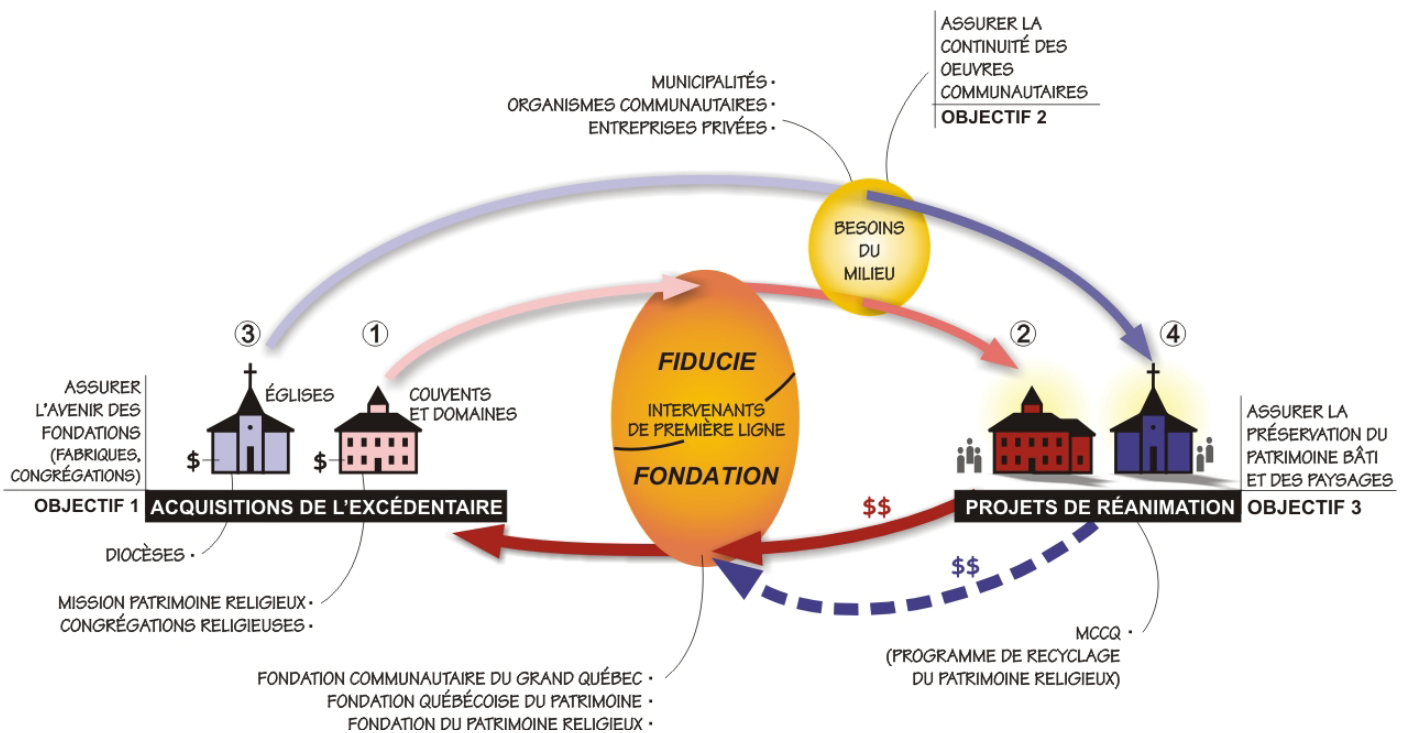 ASSURER LA
CONTINUITÉ DES
OEUVRES
COMMUNAUTAIRES
OBJECTIF 2
MUNICIPALITÉS •
ORGANISMES COMMUNAUTAIRES •
ENTREPRISES PRIVÉES •
BESOINS
DU
MILIEU
3
1
2
4
ÉGLISES
COUVENTS
ET DOMAINES
$
$
ASSURER
L'AVENIR DES
FONDATIONS
(FABRIQUES,
CONGRÉGATIONS)
OBJECTIF 1
ACQUISITIONS DE L'EXCÉDENTAIRE
FIDUCIE
INTERVENANTS
DE PREMIÈRE LIGNE
FONDATION
ASSURER LA
PRÉSERVATION DU
PATRIMOINE BÂTI
ET DES PAYSAGES
PROJETS DE RÉANIMATION
OBJECTIF 3
$$
$$
DIOCÈSES •
MISSION PATRIMOINE RELIGIEUX •
CONGRÉGATIONS RELIGIEUSES •
MCCQ •
(PROGRAMME DE RECYCLAGE
DU PATRIMOINE RELIGIEUX)
FONDATION COMMUNAUTAIRE DU GRAND QUÉBEC •
FONDATION QUÉBÉCOISE DU PATRIMOINE •
FONDATION DU PATRIMOINE RELIGIEUX •